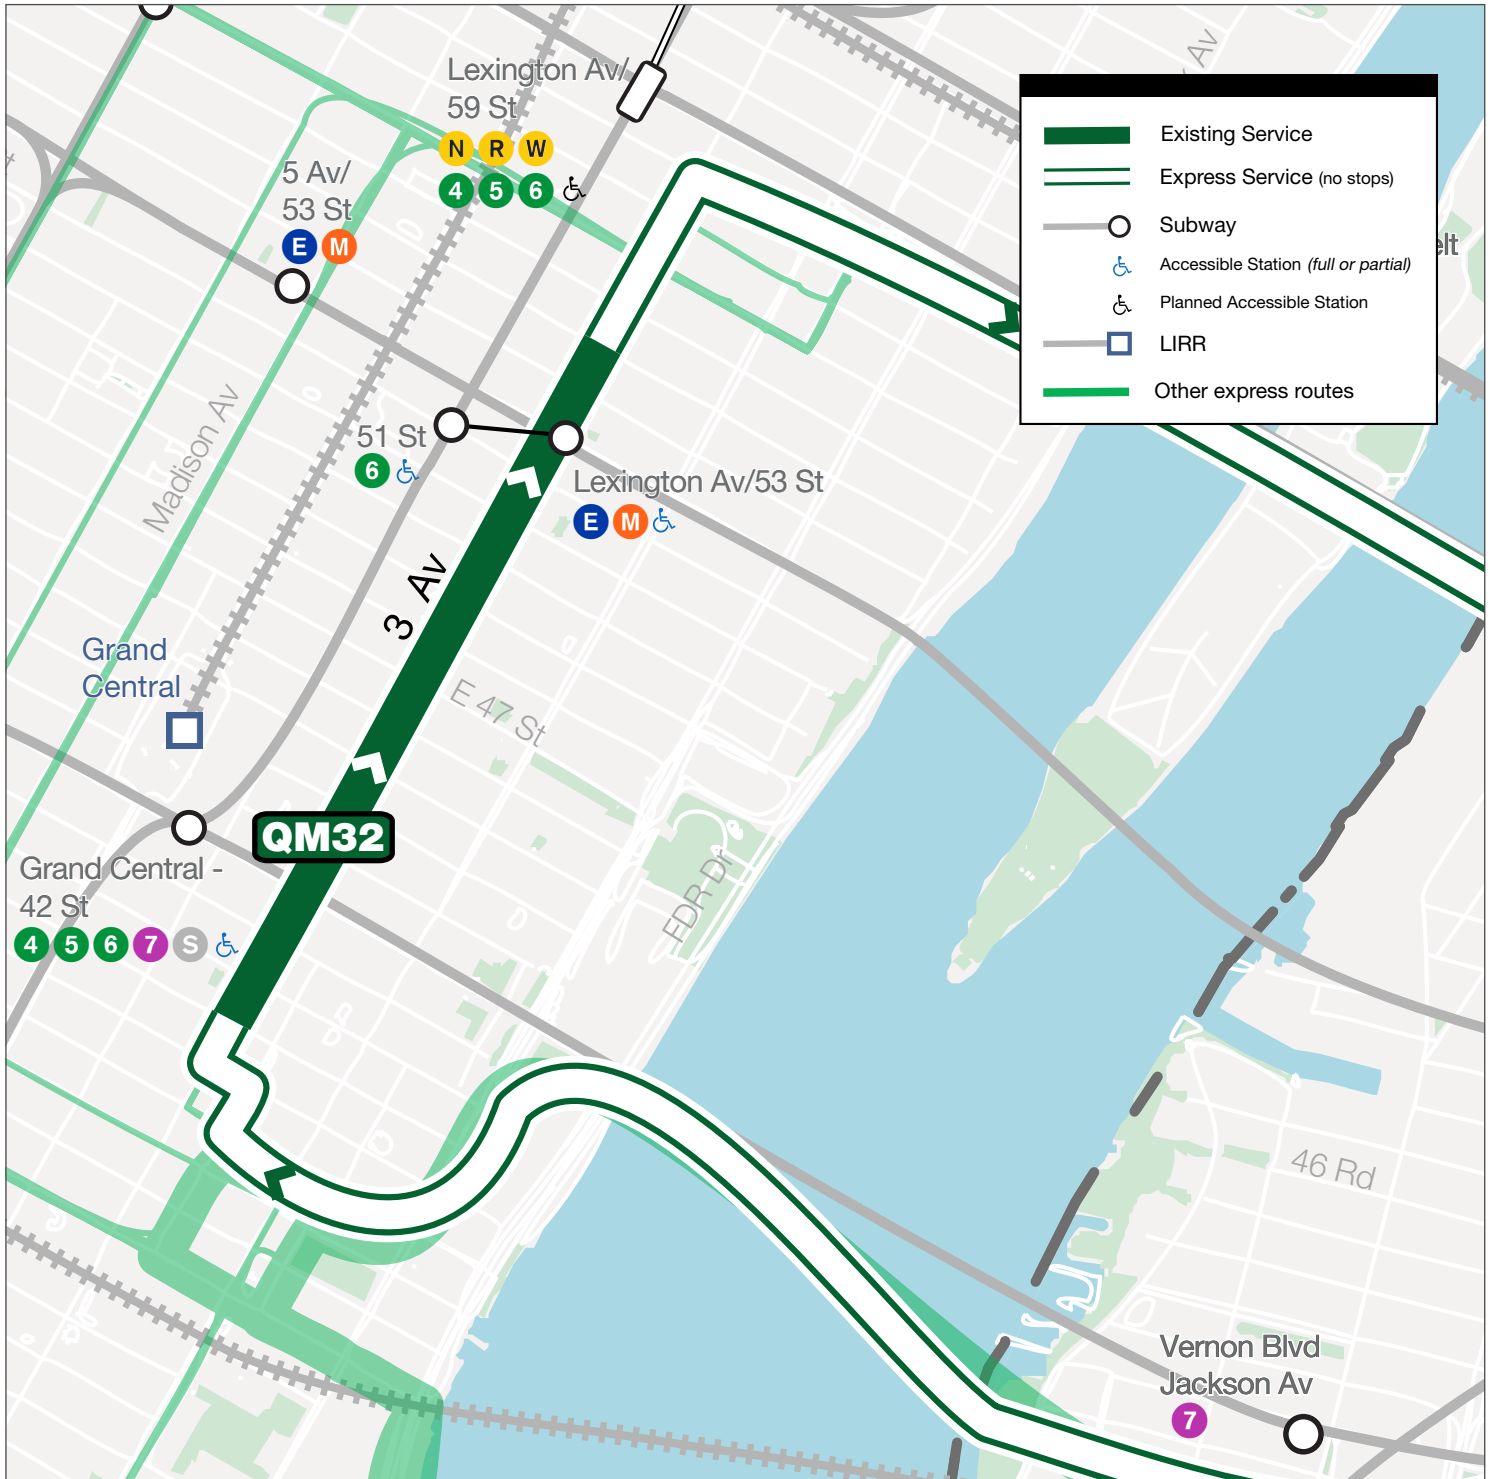 Lexington Av/
59 St
N R W
4 5 6
5 Av/
53 St
E M
Av
Existing Service
Express Service (no stops)
Subway
Accessible Station (full or partial)
Planned Accessible Station
LIRR
Other express routes
Madison Av
51 St
6
Lexington Av/53 St
E M
3 Av
Grand
Central
E 47 St
QM32
Grand Central -
42 St
4 5 6 7 S
FDR Dr
46 Rd
Vernon Blvd
Jackson Av
7